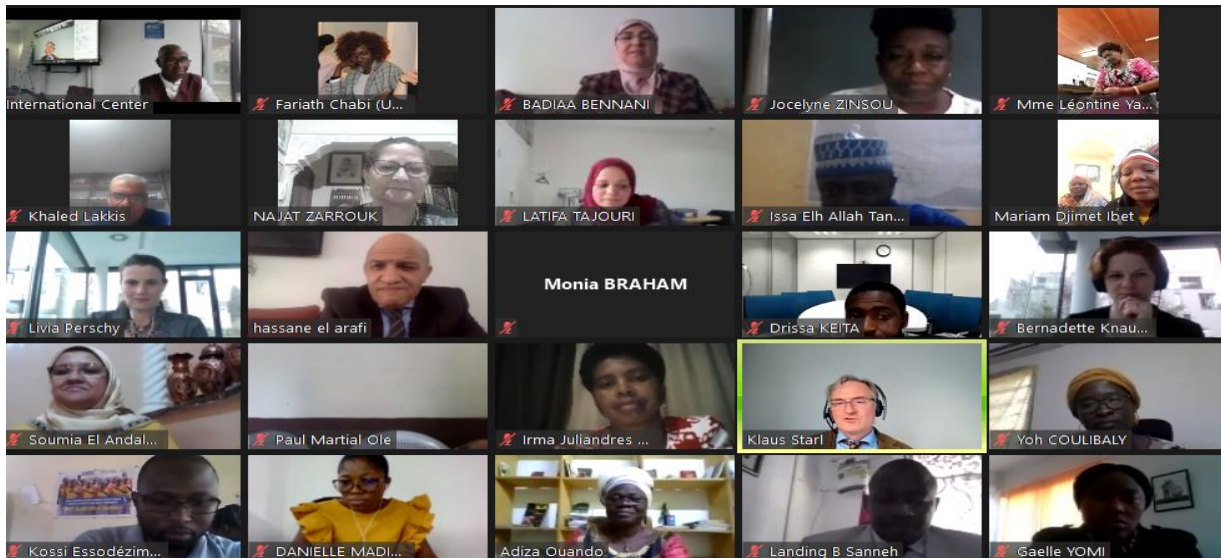 International Center
Fariath Chabi (U...
BADIAA BENNANI
Jocelyne ZINSOU
Mme Léontine Ya...
Khaled Lakkis
NAJAT ZARROUK
LATIFA TAJOURI
Issa Elh Allah Tan...
Mariam Djimet Ibet
Livia Perschy
hassane el arafi
Monia BRAHAM
Drissa KEITA
Bernadette Knau...
Soumia El Andal...
Paul Martial Ole
Irma Juliandres ...
Klaus Starl
Yoh COULIBALY
Kossi Essodézim...
DANIELLE MADI...
Adiza Ouando
Landing B Sanneh
Gaelle YOMI